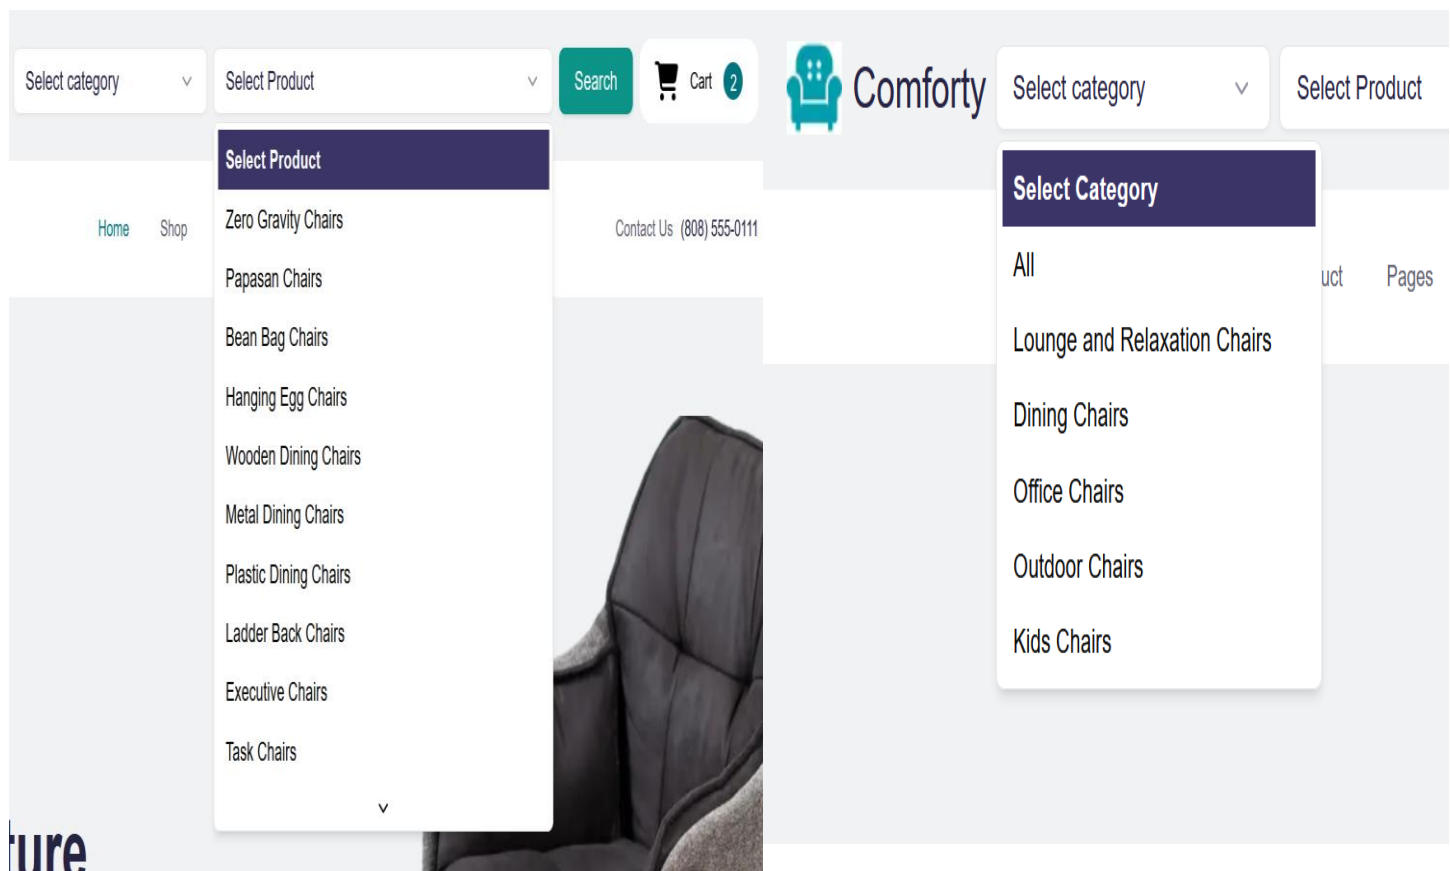 Select category
Select Product
Search
Cart 2
Select Product
Zero Gravity Chairs
Papasan Chairs
Bean Bag Chairs
Hanging Egg Chairs
Wooden Dining Chairs
Metal Dining Chairs
Plastic Dining Chairs
Ladder Back Chairs
Executive Chairs
Task Chairs
Home
Shop
Contact Us (808) 555-0111
ture
Comforty
Select category
Select Product
Select Category
All
Lounge and Relaxation Chairs
Dining Chairs
Office Chairs
Outdoor Chairs
Kids Chairs
uct
Pages